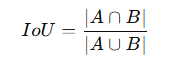 IoU = |A ∩ B| / |A ∪ B|